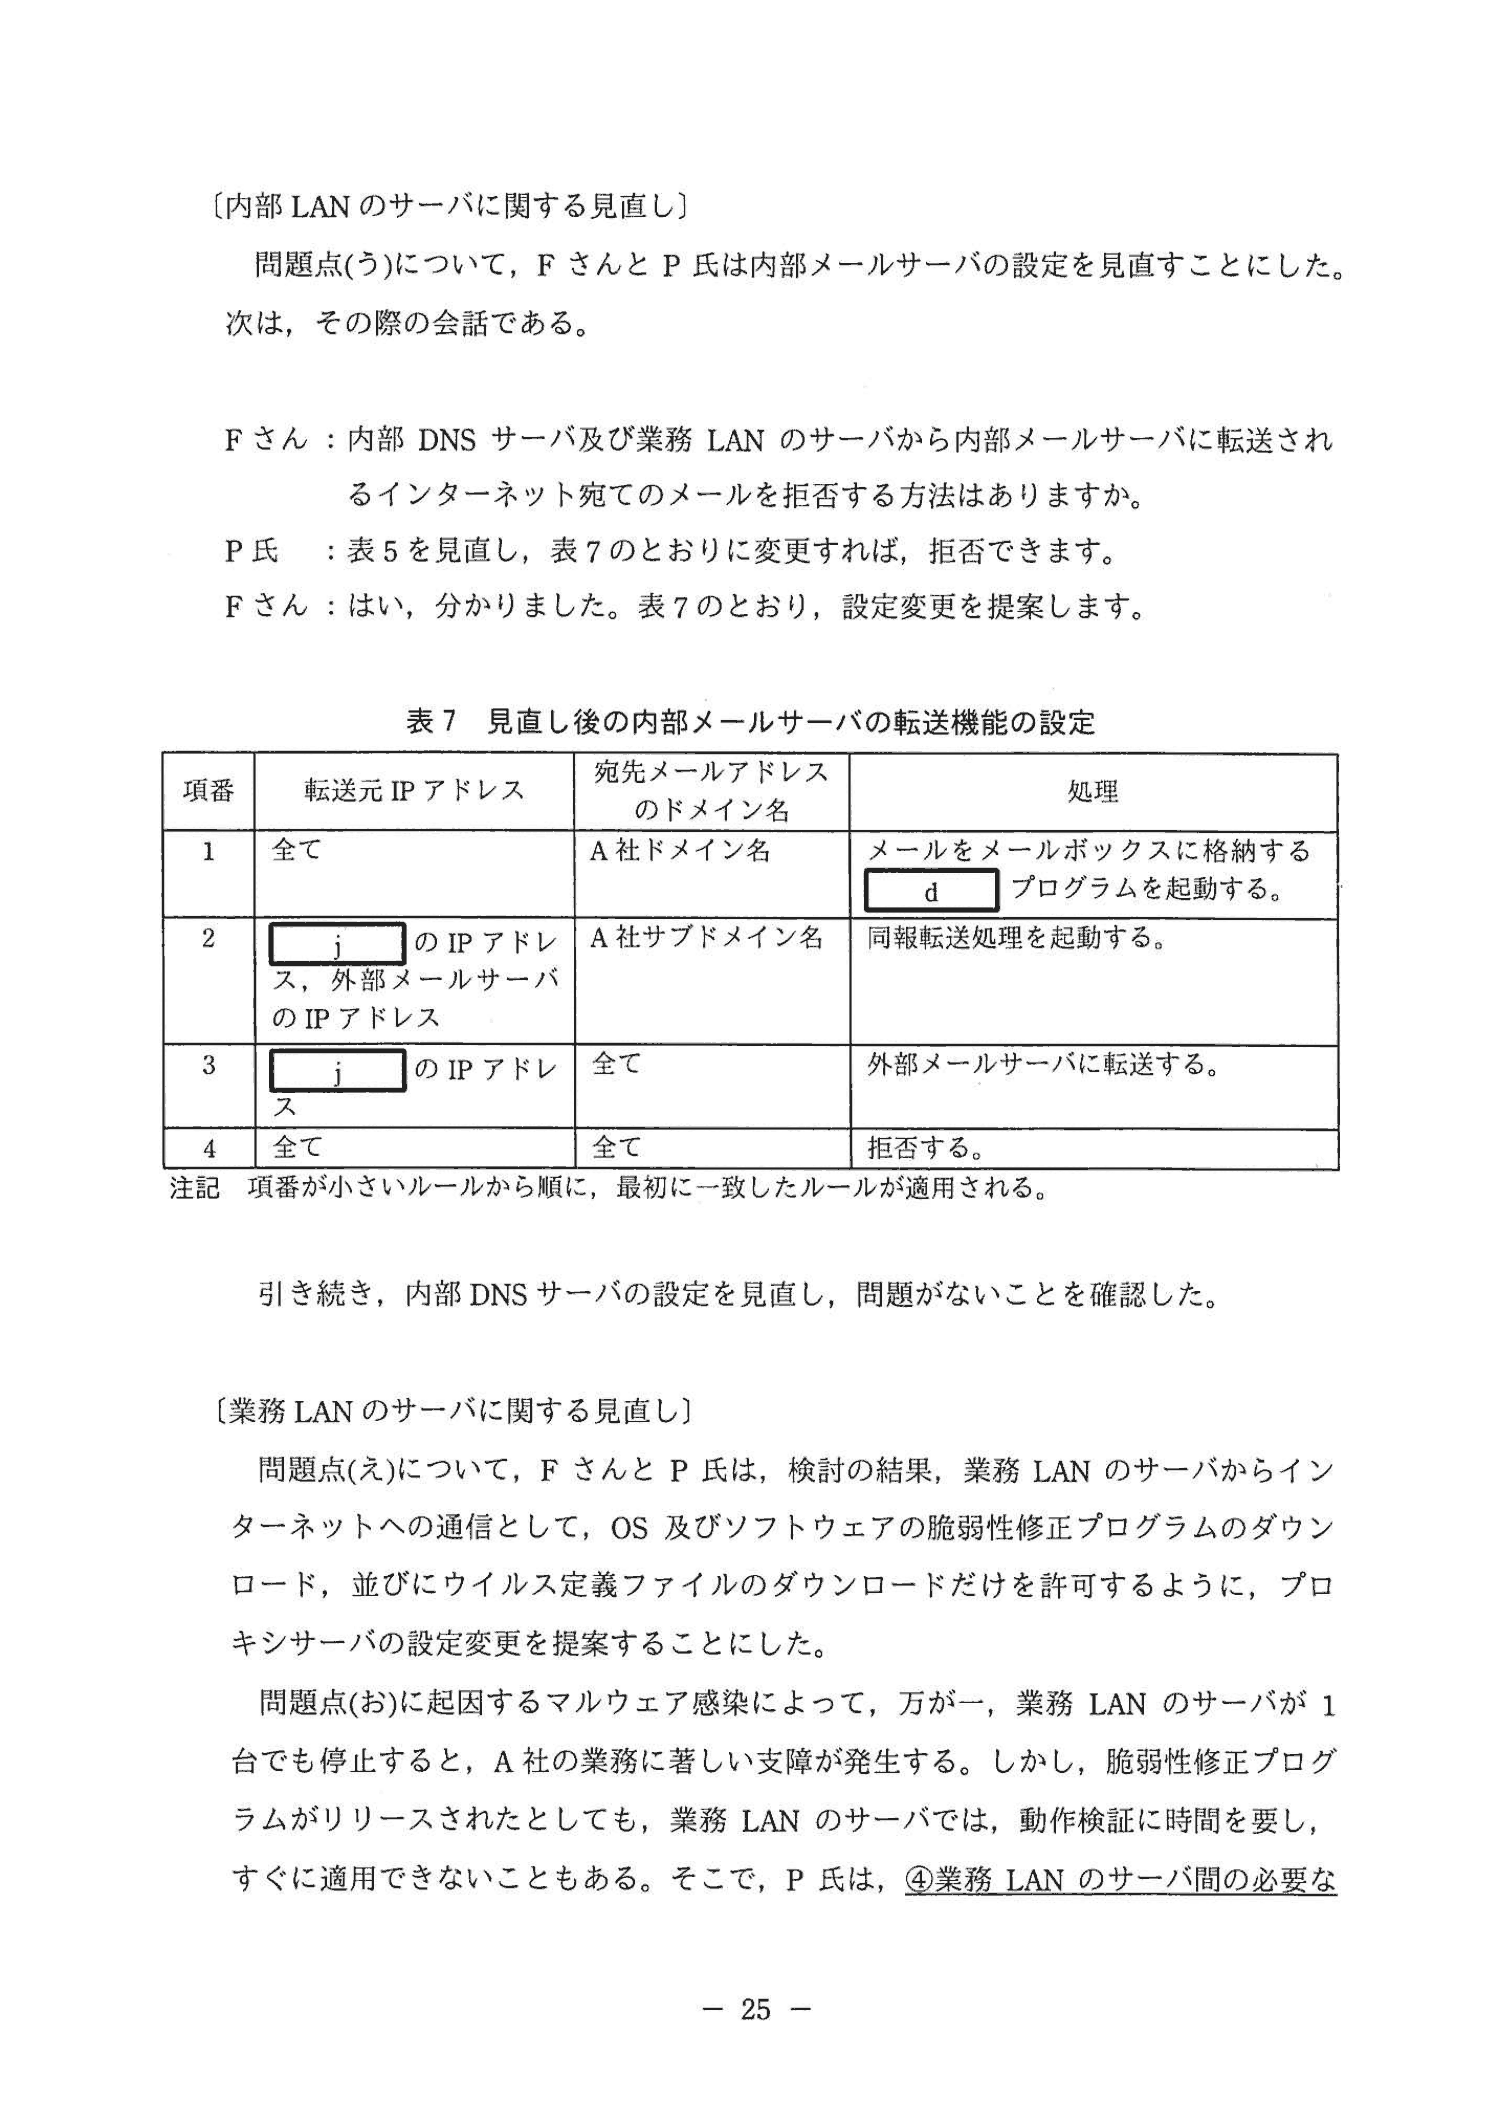 〔内部 LAN のサーバに関する見直し〕
問題点(う)について，F さんと P 氏は内部メールサーバの設定を見直すことにした。
次は，その際の会話である。
F さん ：内部 DNS サーバ及び業務 LAN のサーバから内部メールサーバに転送され
るインターネット宛てのメールを拒否する方法はありますか。
P 氏 ：表 5 を見直し，表 7 のとおりに変更すれば，拒否できます。
F さん ：はい，分かりました。表 7 のとおり，設定変更を提案します。
表 7 見直し後の内部メールサーバの転送機能の設定
項番 転送元 IP アドレス 宛先メールアドレス
のドメイン名 処理
1 全て A 社ドメイン名 メールをメールボックスに格納する
d プログラムを起動する。
2 j の IP アドレ
ス，外部メールサーバ
の IP アドレス A 社サブドメイン名 同報転送処理を起動する。
3 j の IP アドレ
ス 全て 外部メールサーバに転送する。
4 全て 全て 拒否する。
注記 項番が小さいルールから順に，最初に一致したルールが適用される。
引き続き，内部 DNS サーバの設定を見直し，問題がないことを確認した。
〔業務 LAN のサーバに関する見直し〕
問題点(え)について，F さんと P 氏は，検討の結果，業務 LAN のサーバからイン
ターネットへの通信として，OS 及びソフトウェアの脆弱性修正プログラムのダウン
ロード，並びにウイルス定義ファイルのダウンロードだけを許可するように，プロ
キシサーバの設定変更を提案することにした。
問題点(お)に起因するマルウェア感染によって，万が一，業務 LAN のサーバが 1
台でも停止すると，A 社の業務に著しい支障が発生する。しかし，脆弱性修正プログ
ラムがリリースされたとしても，業務 LAN のサーバでは，動作検証に時間を要し，
すぐに適用できないこともある。そこで，P 氏は，④業務 LAN のサーバ間の必要な
－ 25 －